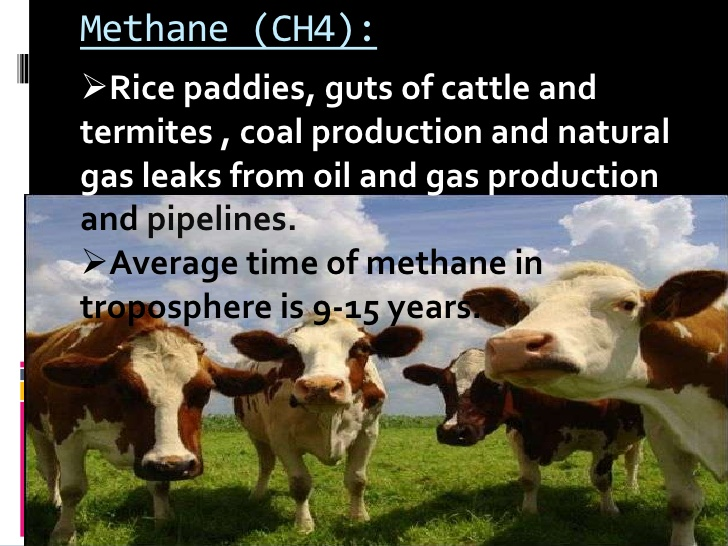 Methane (CH4):
➢Rice paddies, guts of cattle and
termites , coal production and natural
gas leaks from oil and gas production
and pipelines.
➢Average time of methane in
troposphere is 9-15 years.